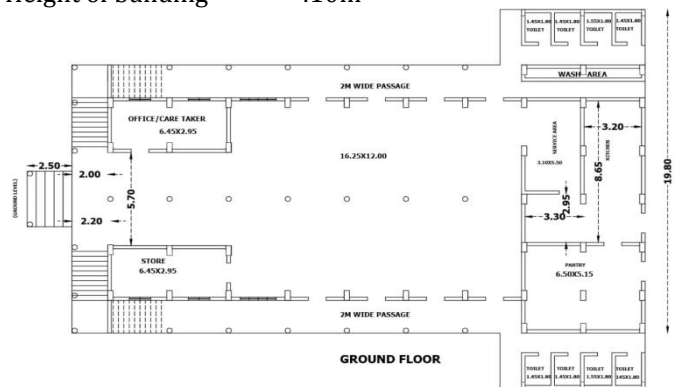 Height of building 410m
1.45X1.80 1.45X1.80 1.55X1.80 1.45X1.80
TOILET TOILET TOILET TOILET
WASH AREA
2M WIDE PASSAGE
OFFICE/CARE TAKER
6.45X2.95
16.25X12.00
SERVICE AREA
3.10X5.50
3.20
KITCHEN
8.65
19.80
2.50
2.00
(GROUND LEVEL)
5.70
2.20
2.95
3.30
STORE
6.45X2.95
PANTRY
6.50X5.15
2M WIDE PASSAGE
GROUND FLOOR
TOILET TOILET TOILET TOILET
1.45X1.80 1.45X1.80 1.55X1.80 1.45X1.80